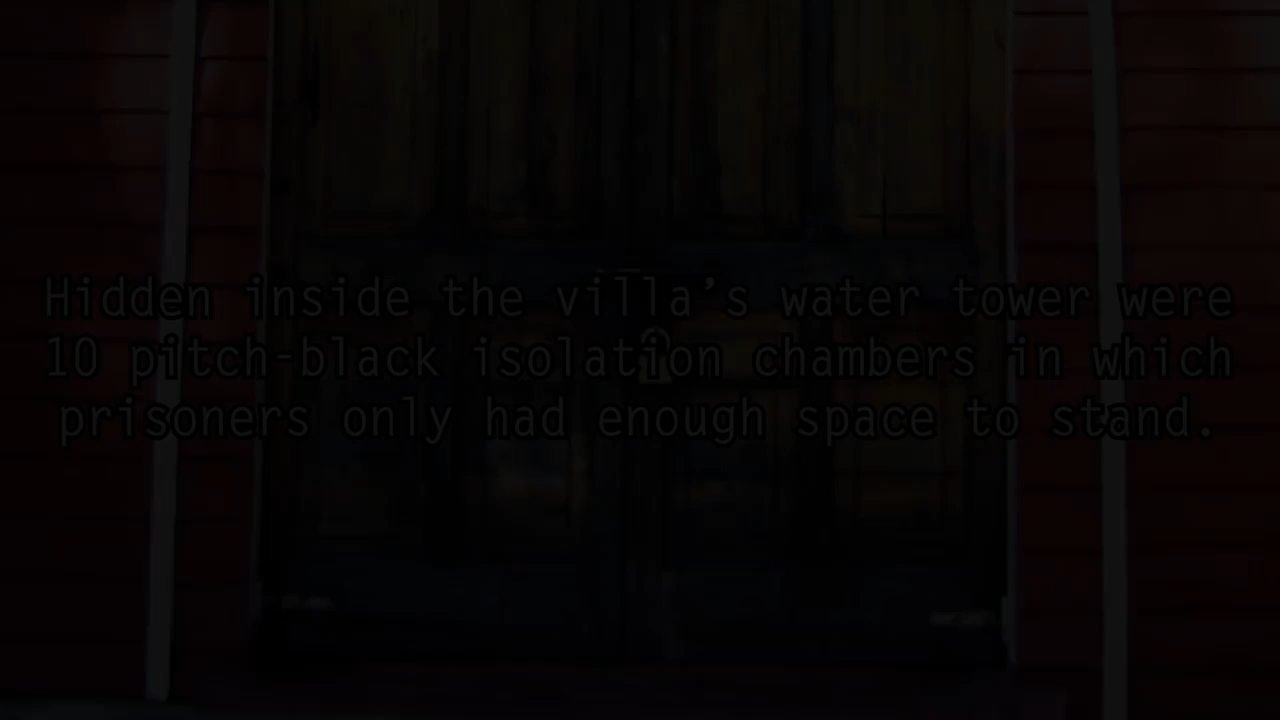 Hidden inside the villa’s water tower were
10 pitch-black isolation chambers in which
prisoners only had enough space to stand.